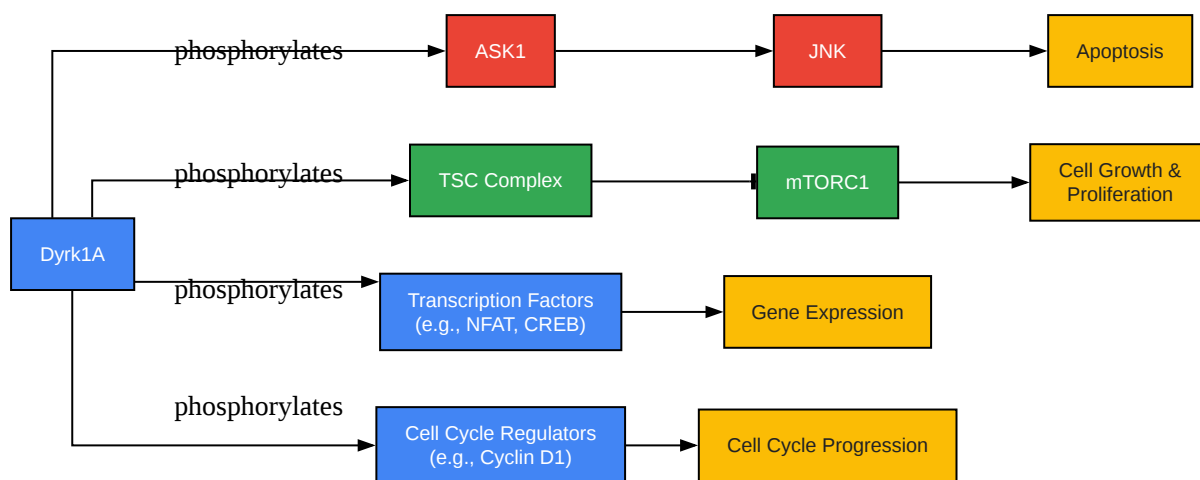 phosphorylates
ASK1
JNK
Apoptosis
phosphorylates
TSC Complex
mTORC1
Cell Growth &
Proliferation
Dyrk1A
phosphorylates
Transcription Factors
(e.g., NFAT, CREB)
Gene Expression
phosphorylates
Cell Cycle Regulators
(e.g., Cyclin D1)
Cell Cycle Progression